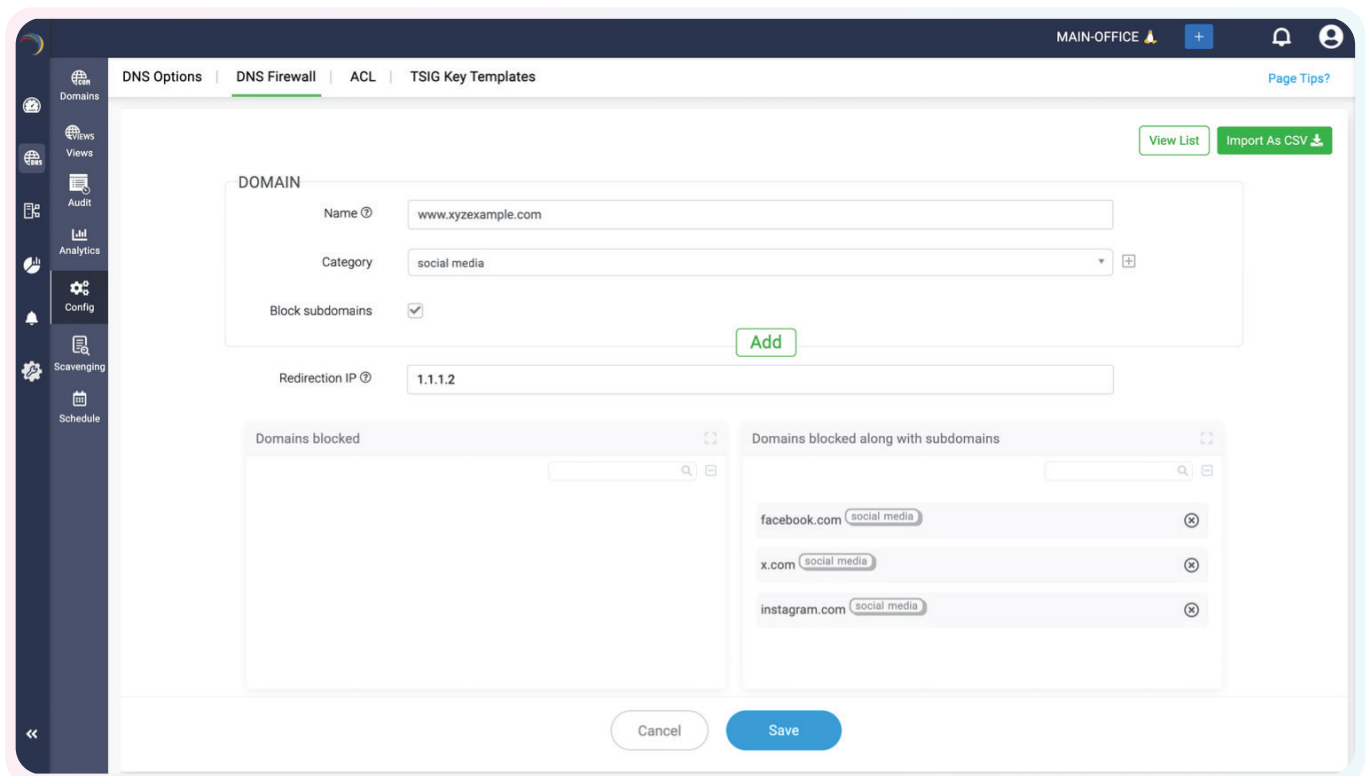 MAIN-OFFICE
+
DNS Options | DNS Firewall | ACL | TSIG Key Templates
Page Tips?
COM
Domains
VIEWS
Views
Audit
Analytics
Config
Scavenging
Schedule
DNS
View List
Import As CSV
DOMAIN
Name
www.xyzexample.com
Category
social media
Block subdomains
Add
Redirection IP
1.1.1.2
Domains blocked
Domains blocked along with subdomains
facebook.com social media
x.com social media
instagram.com social media
Cancel
Save